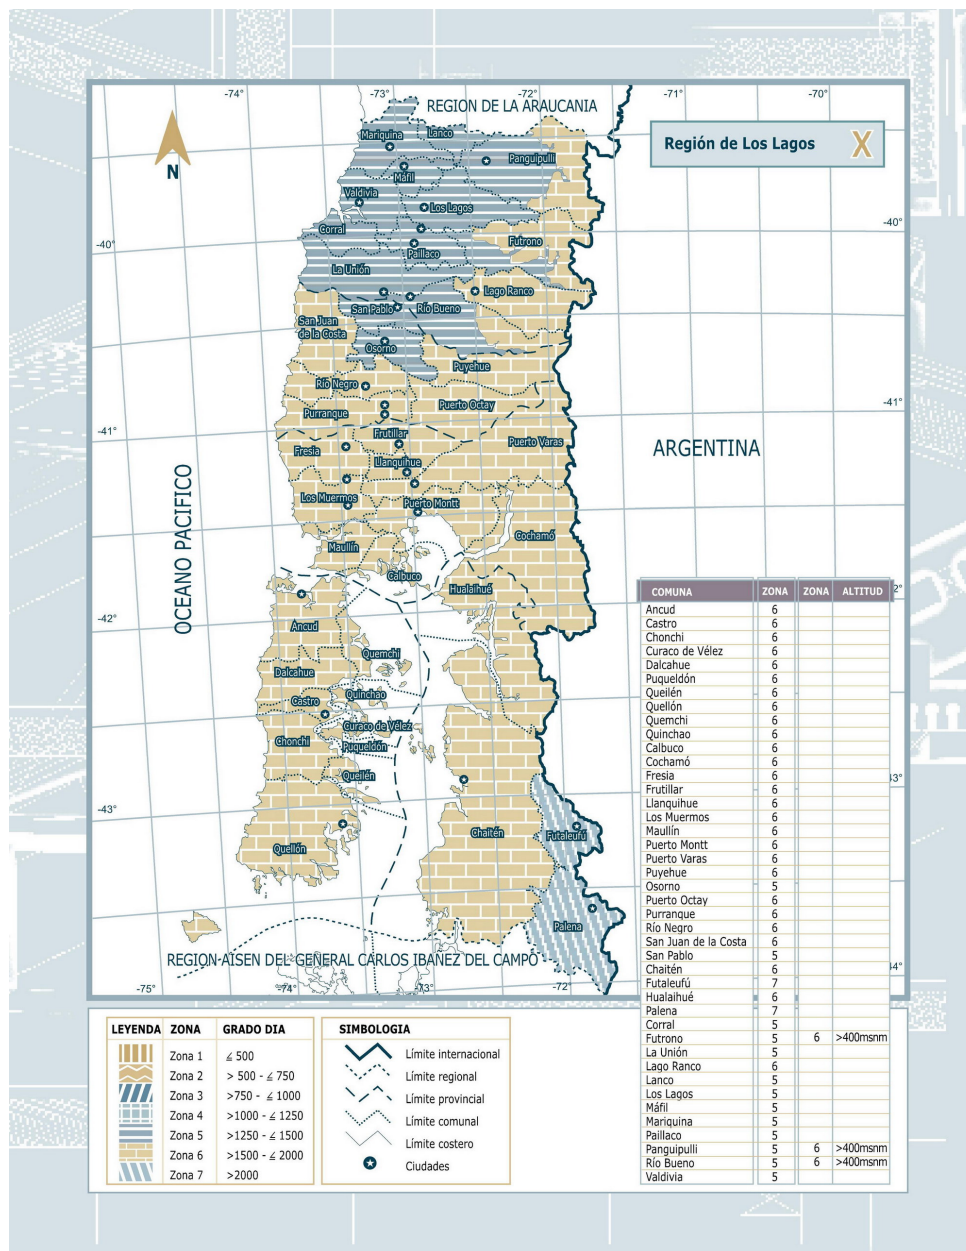 -74°
-73°
-72°
-71°
-70°
REGION DE LA ARAUCANIA
Región de Los Lagos X
N
Mariquina
Lanco
Panguipulli
Máfil
Valdivia
Los Lagos
Corral
Futrono
Paillaco
-40°
-40°
La Unión
Lago Ranco
San Pablo
Río Bueno
San Juan
de la Costa
Osorno
Puyehue
Río Negro
Puerto Octay
Purranque
-41°
-41°
Frutillar
Puerto Varas
Fresia
Llanquihue
ARGENTINA
Los Muermos
Puerto Montt
OCEANO PACIFICO
Cochamó
Maullín
Calbuco
Hualaihué
-42°
2°
Ancud
Quemchi
Dalcahue
Quinchao
Castro
Curaco de Vélez
Chonchi
Puqueldón
Queilén
-43°
3°
Chaitén
Futaleufú
Quellón
Palena
REGION AISEN DEL GENERAL CARLOS IBAÑEZ DEL CAMPO
-75°
-74°
-73°
-72°
44°
COMUNA ZONA ZONA ALTITUD
Ancud 6
Castro 6
Chonchi 6
Curaco de Vélez 6
Dalcahue 6
Puqueldón 6
Queilén 6
Quellón 6
Quemchi 6
Quinchao 6
Calbuco 6
Cochamó 6
Fresia 6
Frutillar 6
Llanquihue 6
Los Muermos 6
Maullín 6
Puerto Montt 6
Puerto Varas 6
Puyehue 6
Osorno 5
Puerto Octay 6
Purranque 6
Río Negro 6
San Juan de la Costa 6
San Pablo 5
Chaitén 6
Futaleufú 7
Hualaihué 6
Palena 7
Corral 5
Futrono 5 6 >400msnm
La Unión 5
Lago Ranco 6
Lanco 5
Los Lagos 5
Máfil 5
Mariquina 5
Paillaco 5
Panguipulli 5 6 >400msnm
Río Bueno 5 6 >400msnm
Valdivia 5
LEYENDA ZONA GRADO DIA
Zona 1 ≤ 500
Zona 2 > 500 - ≤ 750
Zona 3 >750 - ≤ 1000
Zona 4 >1000 - ≤ 1250
Zona 5 >1250 - ≤ 1500
Zona 6 >1500 - ≤ 2000
Zona 7 >2000
SIMBOLOGIA
Límite internacional
Límite regional
Límite provincial
Límite comunal
Límite costero
Ciudades